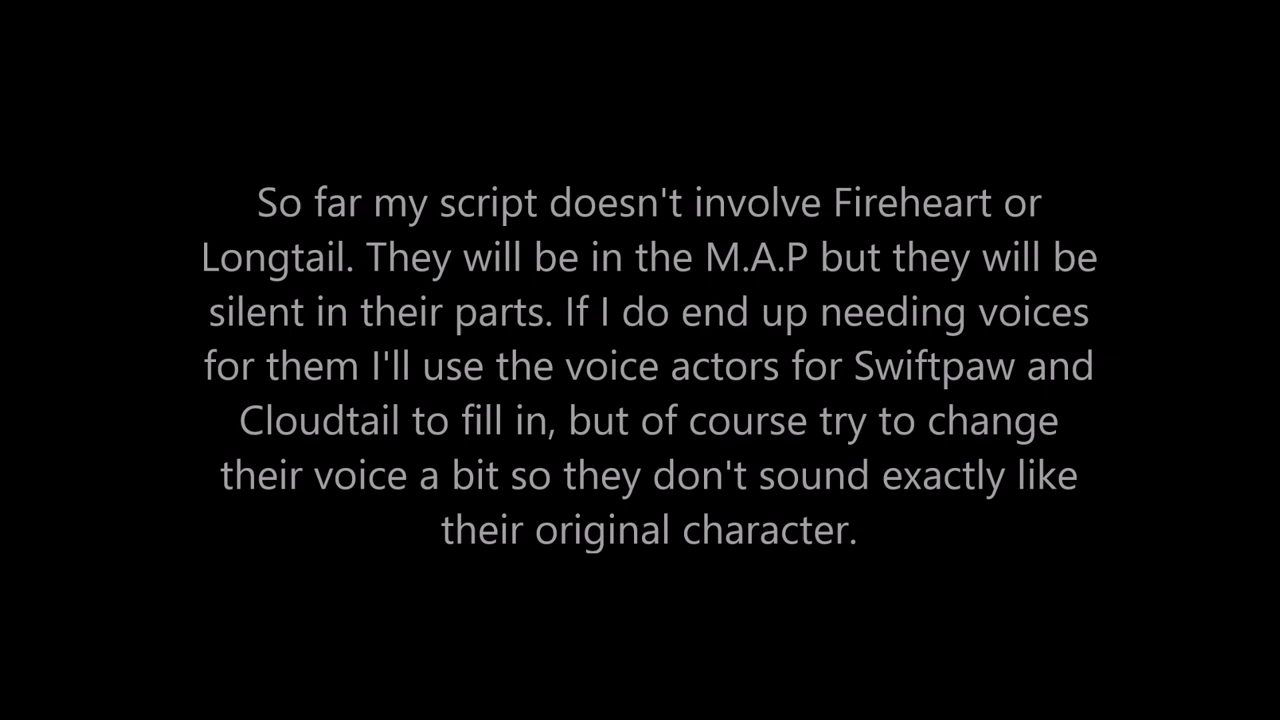 So far my script doesn't involve Fireheart or
Longtail. They will be in the M.A.P but they will be
silent in their parts. If I do end up needing voices
for them I'll use the voice actors for Swiftpaw and
Cloudtail to fill in, but of course try to change
their voice a bit so they don't sound exactly like
their original character.